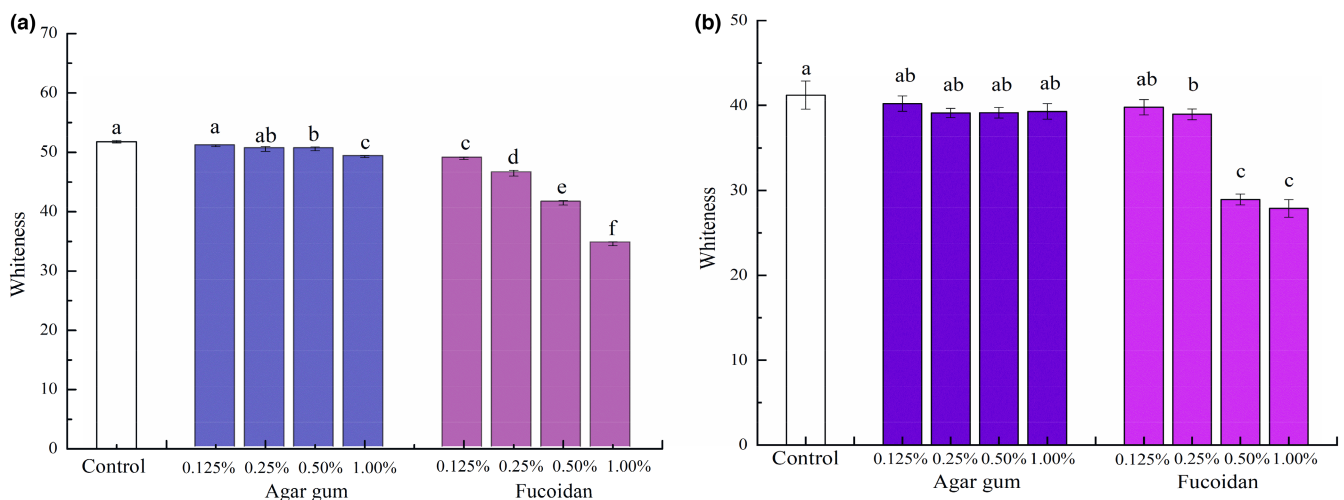 (a)
70
60
50
40
30
20
10
0
Whiteness
a
a
ab
b
c
c
d
e
f
Control
0.125% 0.25% 0.50% 1.00%
0.125% 0.25% 0.50% 1.00%
Agar gum
Fucoidan
(b)
50
40
30
20
10
0
Whiteness
a
ab
ab
ab
ab
ab
b
c
c
Control
0.125% 0.25% 0.50% 1.00%
0.125% 0.25% 0.50% 1.00%
Agar gum
Fucoidan